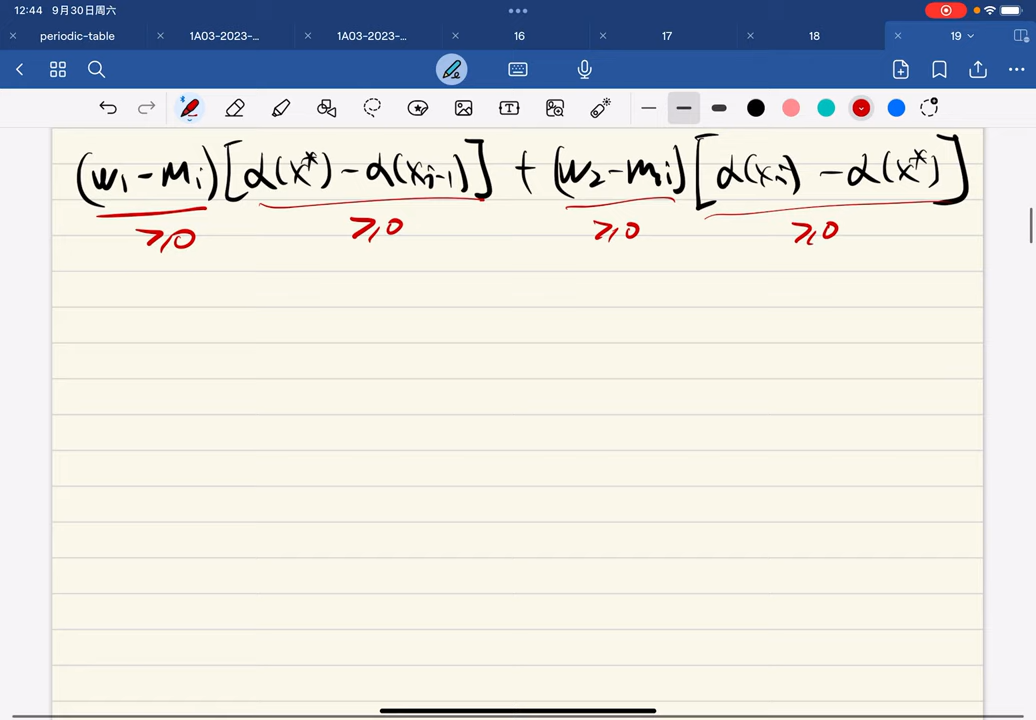 12:44 9月30日周六
periodic-table 1A03-2023-... 1A03-2023-... 16 17 18 19
(w₁ - mᵢ)[α(x*) - α(xᵢ₋₁)] + (w₂ - mᵢ)[α(xᵢ) - α(x*)]
≥0 ≥0 ≥0 ≥0